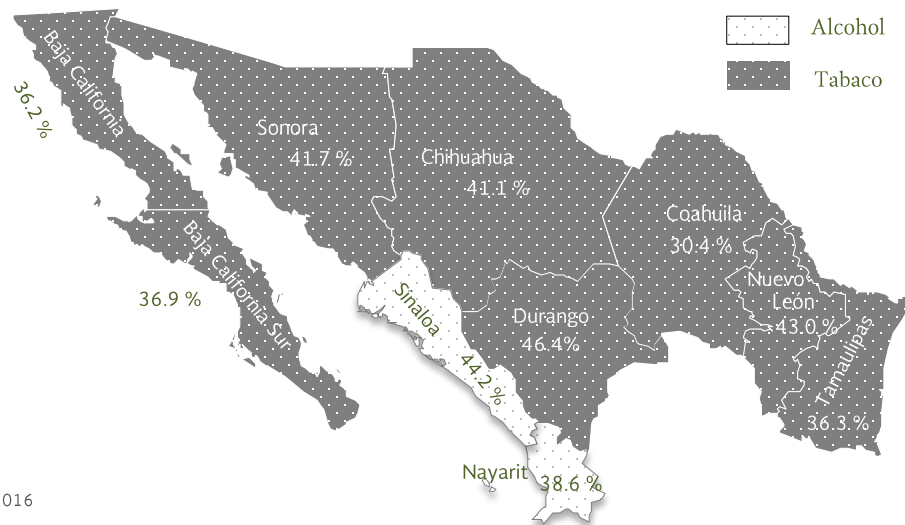 Alcohol
Tabaco
Baja California
36.2 %
Sonora
41.7 %
Chihuahua
41.1 %
Coahuila
30.4 %
Baja California Sur
36.9 %
Nuevo
León
43.0 %
Sinaloa
44.2 %
Durango
46.4%
Tamaulipas
36.3 %
Nayarit
38.6 %
016